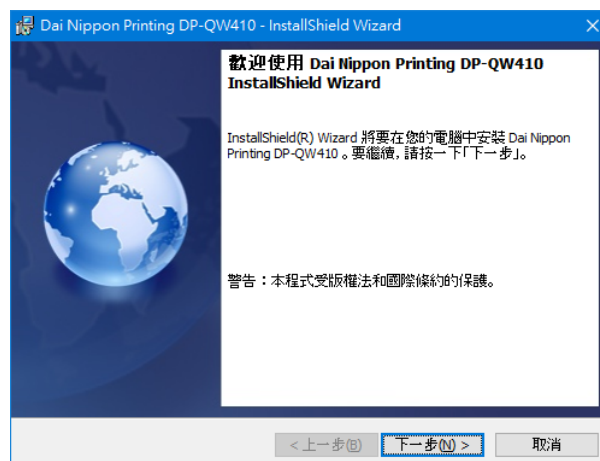 Dai Nippon Printing DP-QW410 - InstallShield Wizard
歡迎使用 Dai Nippon Printing DP-QW410
InstallShield Wizard
InstallShield(R) Wizard 將要在您的電腦中安裝 Dai Nippon
Printing DP-QW410。要繼續, 請按一下「下一步」。
警告：本程式受版權法和國際條約的保護。
< 上一步(B)
下一步(N) >
取消